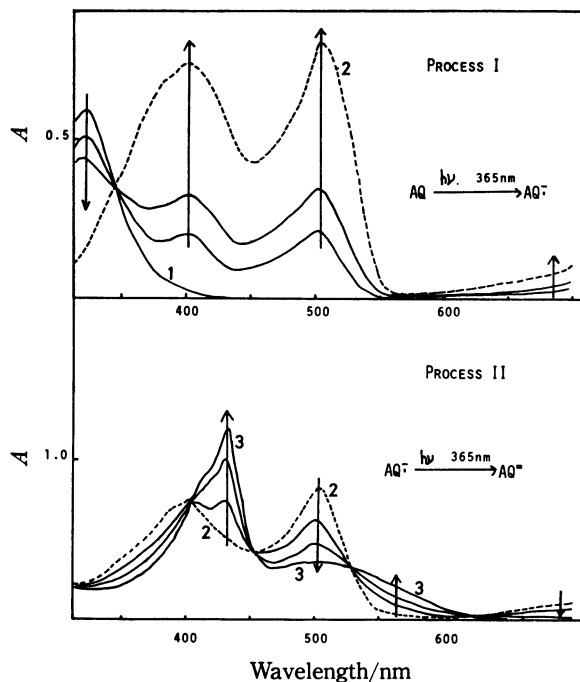 PROCESS I
2
A
0.5
hν. 365nm
AQ → AQ⨪
1
400 500 600
PROCESS II
3
A
1.0
hν 365nm
AQ⨪ → AQ⁼
2
2
3
3
400 500 600
Wavelength/nm